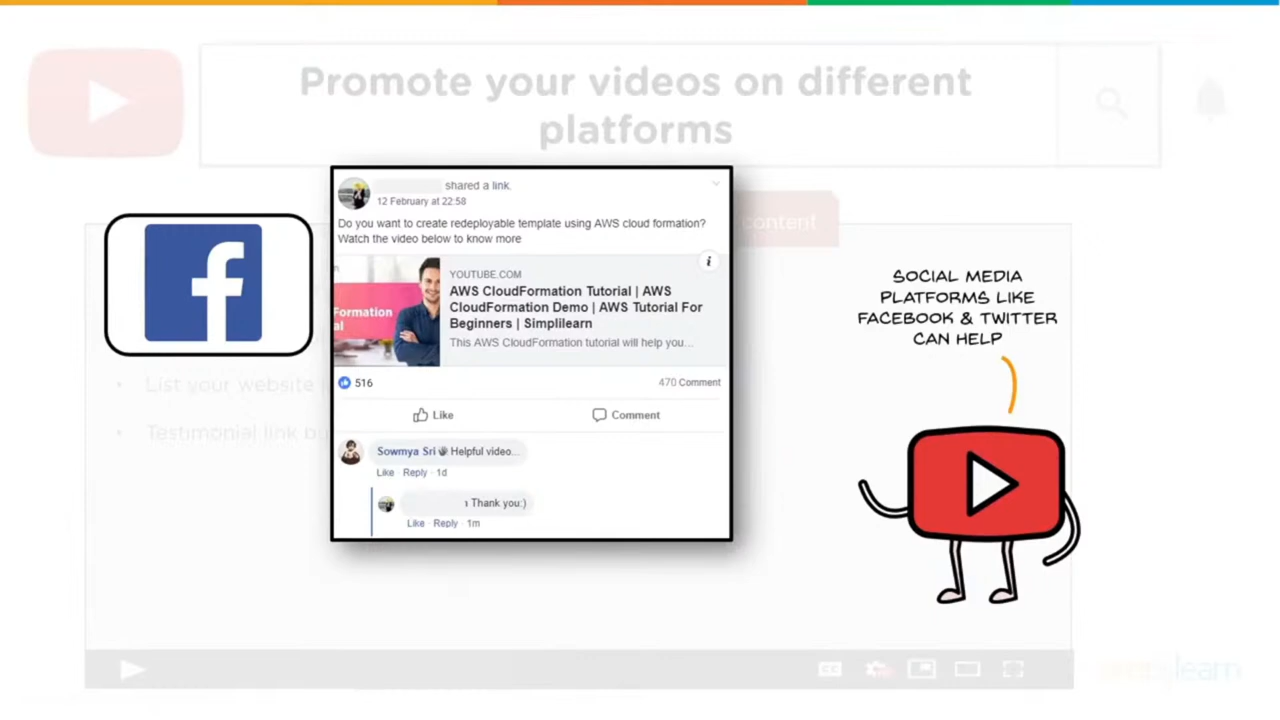 Promote your videos on different
platforms
content
shared a link.
12 February at 22:58
Do you want to create redeployable template using AWS cloud formation?
Watch the video below to know more
YOUTUBE.COM
AWS CloudFormation Tutorial | AWS
CloudFormation Demo | AWS Tutorial For
Beginners | Simplilearn
This AWS CloudFormation tutorial will help you...
Formation
516
470 Comment
Like
Comment
Sowmya Sri Helpful video...
Like Reply · 1d
Thank you:)
Like · Reply · 1m
SOCIAL MEDIA
PLATFORMS LIKE
FACEBOOK & TWITTER
CAN HELP
• List your website
• Testimonial link
CC
learn